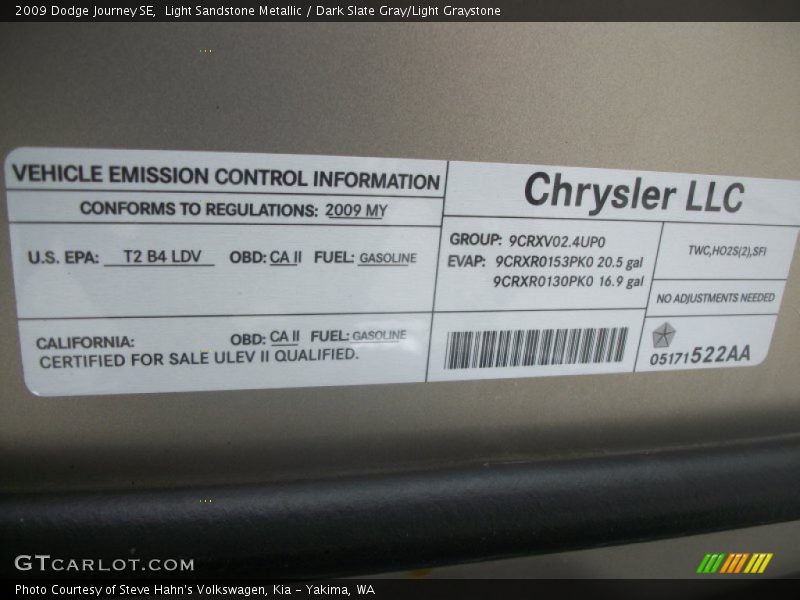 2009 Dodge Journey SE,  Light Sandstone Metallic / Dark Slate Gray/Light Graystone
VEHICLE EMISSION CONTROL INFORMATION
CONFORMS TO REGULATIONS: 2009 MY
U.S. EPA: T2 B4 LDV OBD: CA II FUEL: GASOLINE
CALIFORNIA: OBD: CA II FUEL: GASOLINE
CERTIFIED FOR SALE ULEV II QUALIFIED.
Chrysler LLC
GROUP: 9CRXV02.4UP0
EVAP: 9CRXR0153PK0 20.5 gal
9CRXR0130PK0 16.9 gal
TWC,HO2S(2),SFI
NO ADJUSTMENTS NEEDED
05171522AA
GTCARLOT.COM
Photo Courtesy of Steve Hahn's Volkswagen, Kia - Yakima, WA